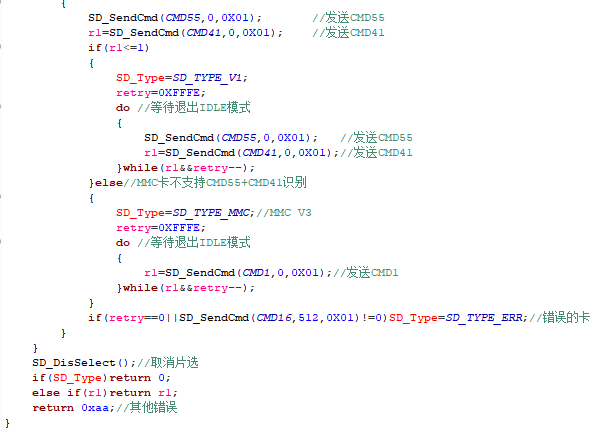 {
SD_SendCmd(CMD55,0,0X01); //发送CMD55
r1=SD_SendCmd(CMD41,0,0X01); //发送CMD41
if(r1<=1)
{
SD_Type=SD_TYPE_V1;
retry=0XFFFE;
do //等待退出IDLE模式
{
SD_SendCmd(CMD55,0,0X01); //发送CMD55
r1=SD_SendCmd(CMD41,0,0X01);//发送CMD41
}while(r1&&retry--);
}else//MMC卡不支持CMD55+CMD41识别
{
SD_Type=SD_TYPE_MMC;//MMC V3
retry=0XFFFE;
do //等待退出IDLE模式
{
r1=SD_SendCmd(CMD1,0,0X01);//发送CMD1
}while(r1&&retry--);
}
if(retry==0||SD_SendCmd(CMD16,512,0X01)!=0)SD_Type=SD_TYPE_ERR;//错误的卡
}
}
SD_DisSelect();//取消片选
if(SD_Type)return 0;
else if(r1)return r1;
return 0xaa;//其他错误
}